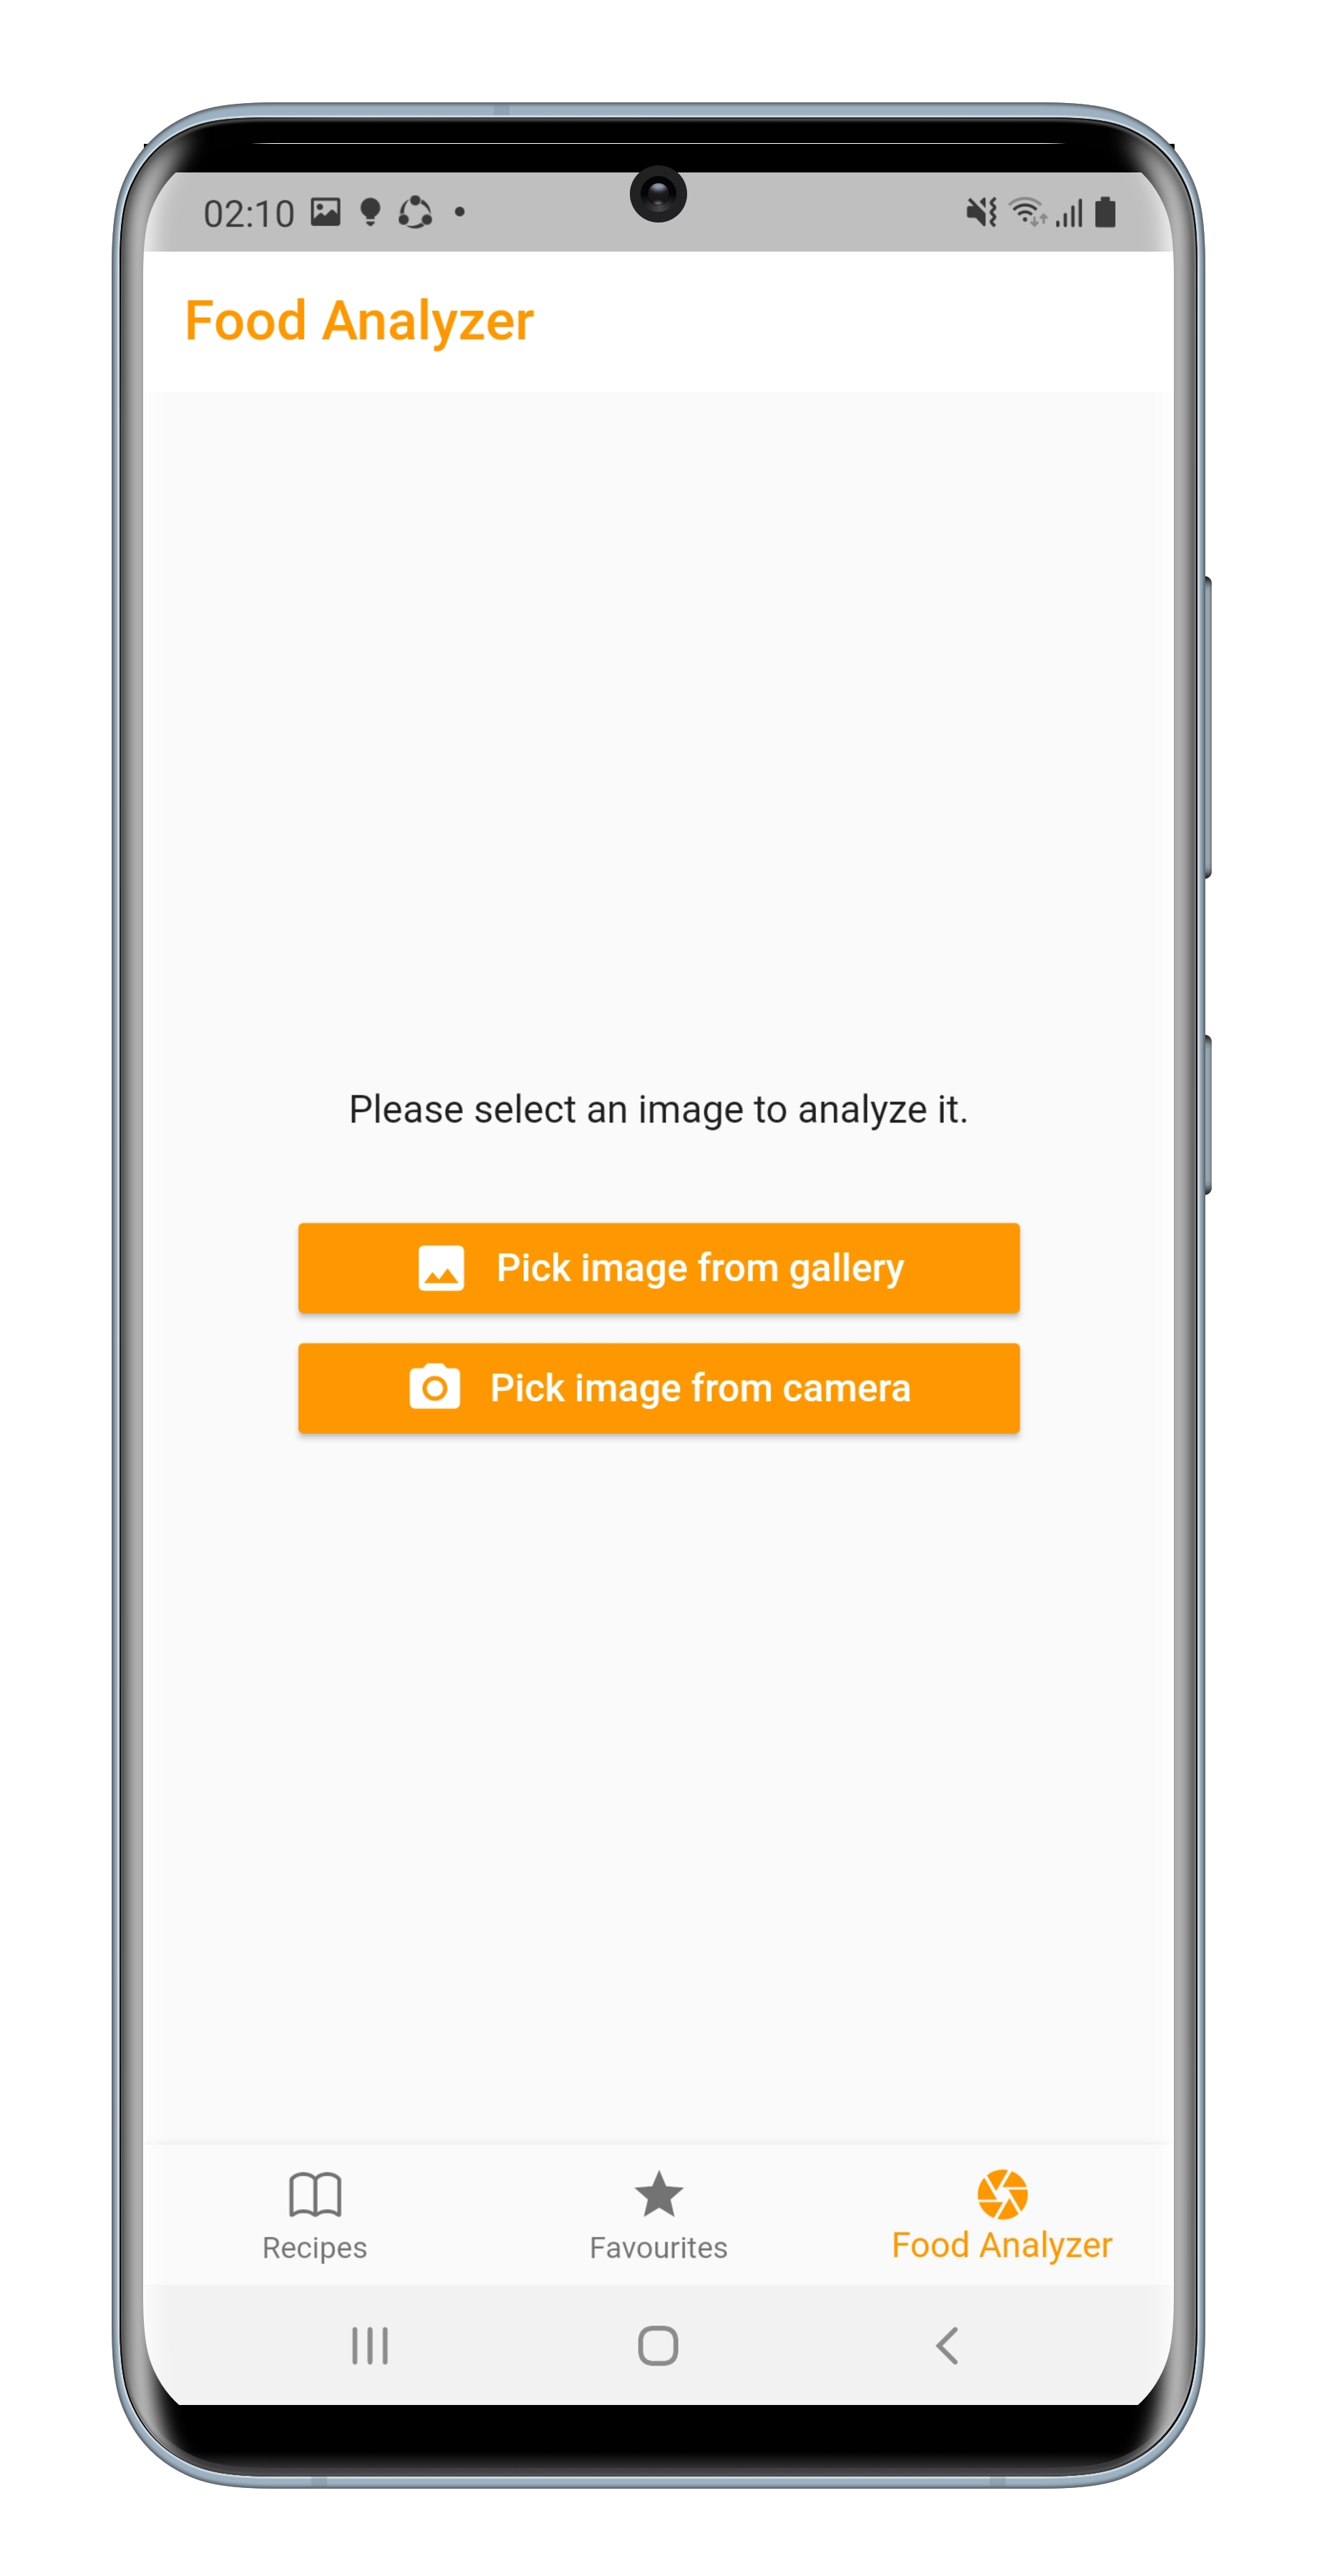 02:10
Food Analyzer
Please select an image to analyze it.
Pick image from gallery
Pick image from camera
Recipes
Favourites
Food Analyzer